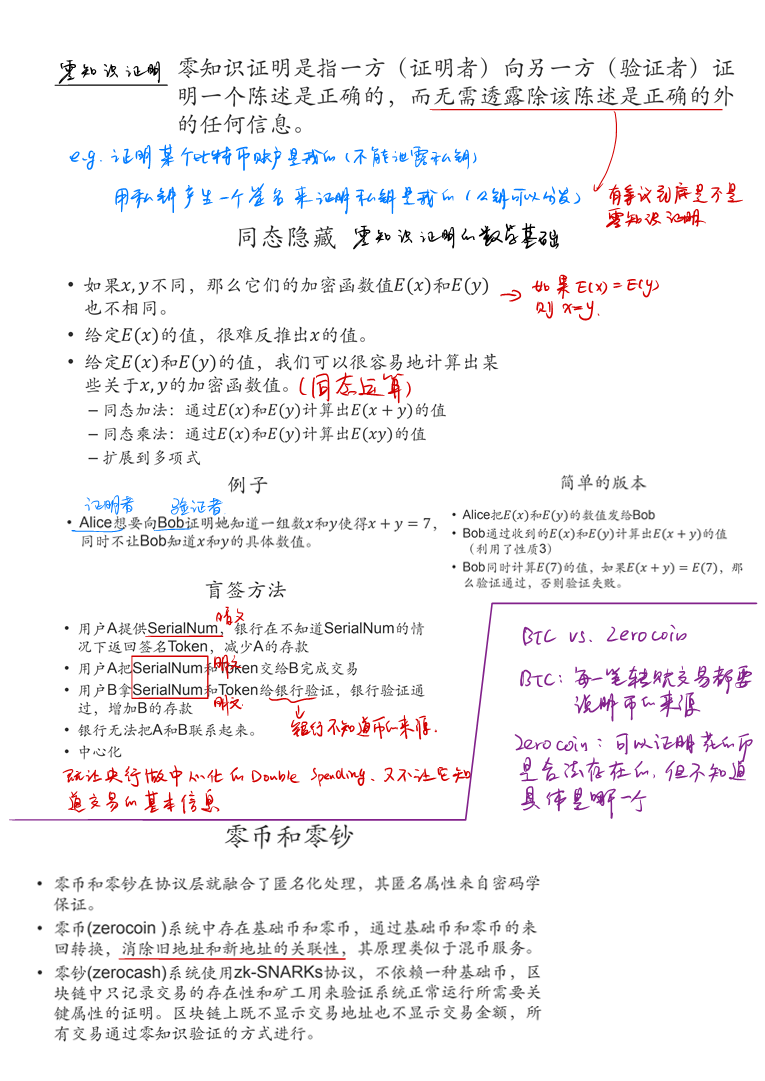 零知识证明
零知识证明是指一方（证明者）向另一方（验证者）证
明一个陈述是正确的，而无需透露除该陈述是正确的外
的任何信息。
e.g. 证明某个比特币账户是我的（不能泄露私钥）
用私钥产生一个签名来证明私钥是我的（公钥可以分发）
有争议到底是不是
零知识证明
同态隐藏 零知识证明的数学基础
• 如果x, y不同，那么它们的加密函数值E(x)和E(y)
也不相同。
→ 如果 E(x) = E(y)
则 x=y.
• 给定E(x)的值，很难反推出x的值。
• 给定E(x)和E(y)的值，我们可以很容易地计算出某
些关于x, y的加密函数值。（同态运算）
– 同态加法：通过E(x)和E(y)计算出E(x + y)的值
– 同态乘法：通过E(x)和E(y)计算出E(xy)的值
– 扩展到多项式
例子
证明者 验证者
• Alice想要向Bob证明她知道一组数x和y使得x + y = 7，
同时不让Bob知道x和y的具体数值。
简单的版本
• Alice把E(x)和E(y)的数值发给Bob
• Bob通过收到的E(x)和E(y)计算出E(x + y)的值
（利用了性质3）
• Bob同时计算E(7)的值，如果E(x + y) = E(7)，那
么验证通过，否则验证失败。
盲签方法
暗文
• 用户A提供SerialNum，银行在不知道SerialNum的情
况下返回签名Token，减少A的存款
• 用户A把SerialNum和Token交给B完成交易
明文
• 用户B拿SerialNum和Token给银行验证，银行验证通
过，增加B的存款
明文
• 银行无法把A和B联系起来。
银行不知道币的来源.
• 中心化
既让央行做中心化的 Double Spending、又不让它知
道交易的基本信息
BTC vs. Zerocoin
BTC：每一笔转账交易都要
说明币的来源
Zerocoin：可以证明花的币
是合法存在的，但不知道
具体是哪一个
零币和零钞
• 零币和零钞在协议层就融合了匿名化处理，其匿名属性来自密码学
保证。
• 零币(zerocoin )系统中存在基础币和零币，通过基础币和零币的来
回转换，消除旧地址和新地址的关联性，其原理类似于混币服务。
• 零钞(zerocash)系统使用zk-SNARKs协议，不依赖一种基础币，区
块链中只记录交易的存在性和矿工用来验证系统正常运行所需要关
键属性的证明。区块链上既不显示交易地址也不显示交易金额，所
有交易通过零知识验证的方式进行。